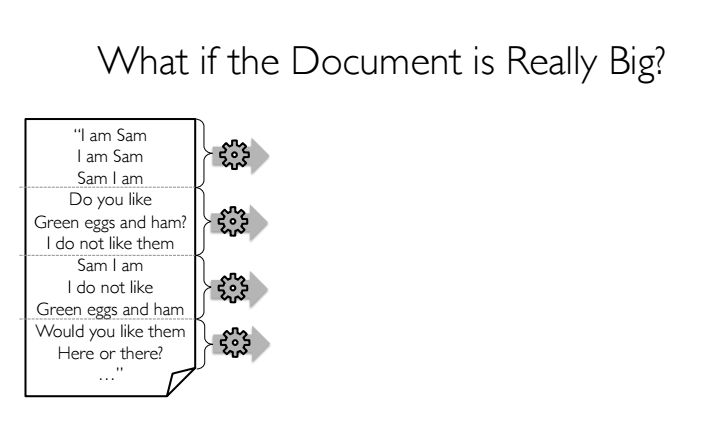 What if the Document is Really Big?
“I am Sam
I am Sam
Sam I am
Do you like
Green eggs and ham?
I do not like them
Sam I am
I do not like
Green eggs and ham
Would you like them
Here or there?
…”